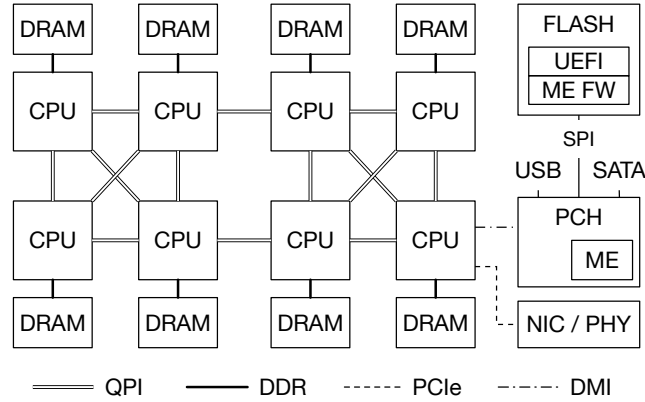 DRAM DRAM DRAM DRAM FLASH
UEFI
ME FW
CPU CPU CPU CPU
SPI
USB SATA
CPU CPU CPU CPU PCH
ME
DRAM DRAM DRAM DRAM NIC / PHY
QPI DDR PCIe DMI